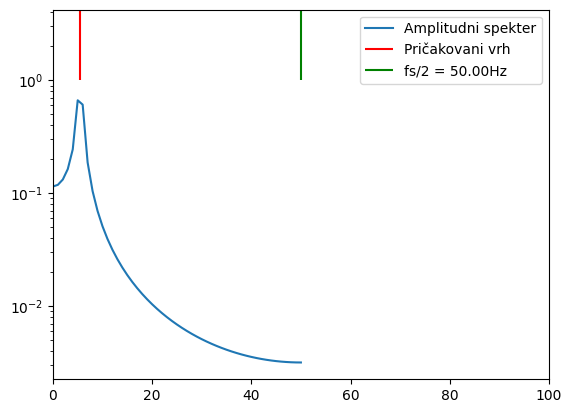 Amplitudni spekter
Pričakovani vrh
fs/2 = 50.00Hz
10⁰
10⁻¹
10⁻²
0 20 40 60 80 100